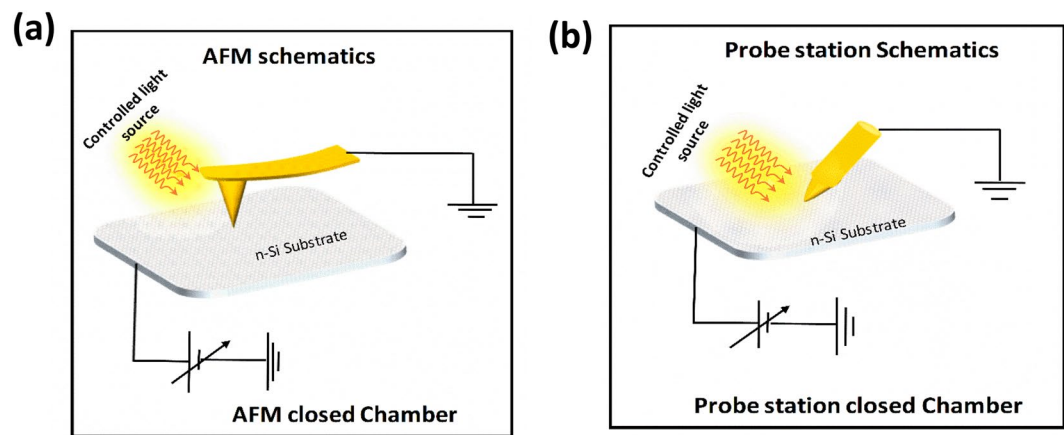 (a)
AFM schematics
Controlled light
source
n-Si Substrate
AFM closed Chamber
(b)
Probe station Schematics
Controlled light
source
n-Si Substrate
Probe station closed Chamber